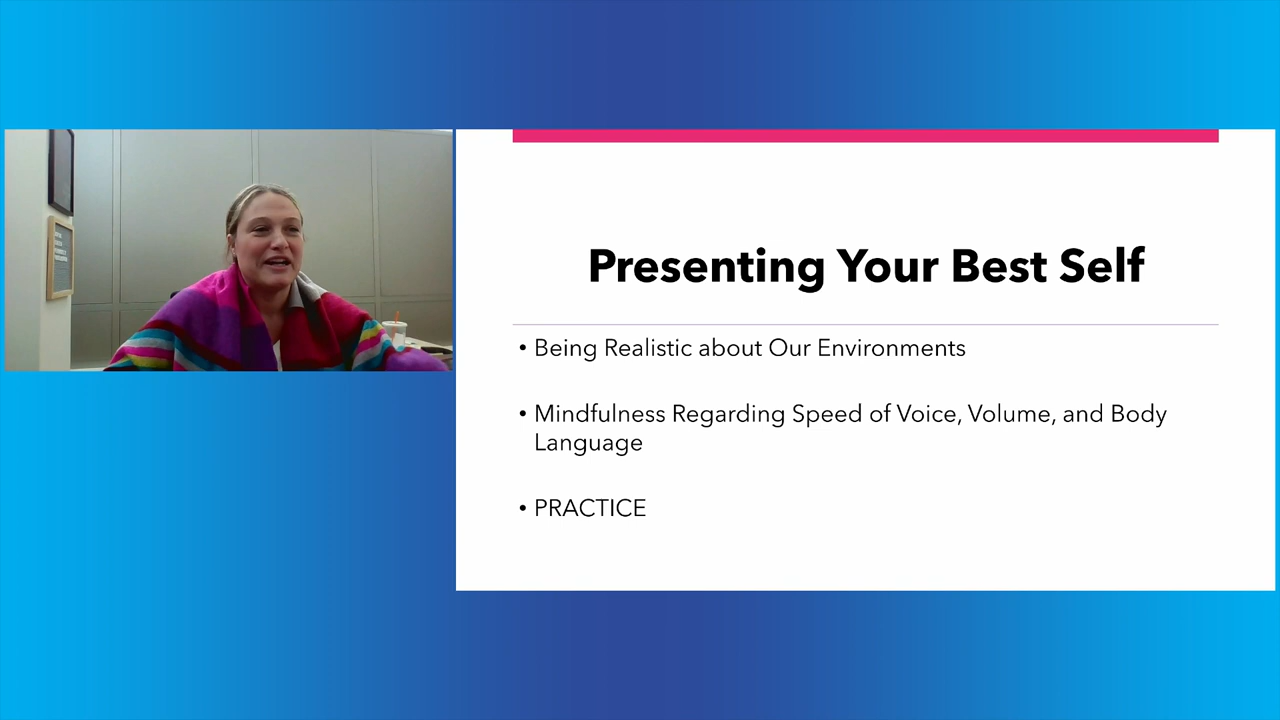 Presenting Your Best Self
• Being Realistic about Our Environments
• Mindfulness Regarding Speed of Voice, Volume, and Body
Language
• PRACTICE